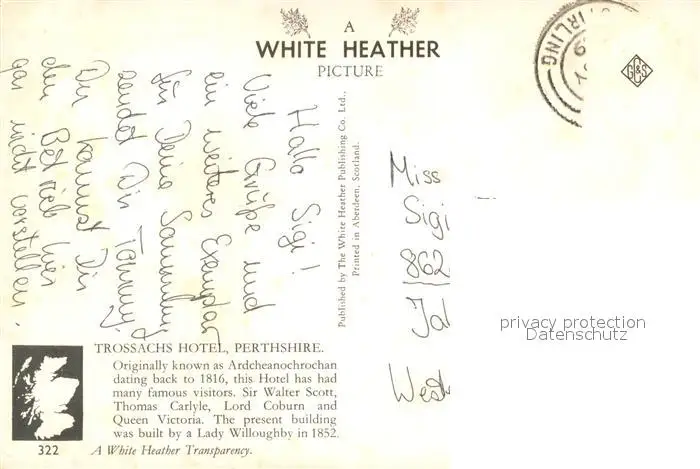 A
WHITE HEATHER
PICTURE
STIRLING
G&S
Hallo Sigi!
Viele Grüße und
ein weiteres Exemplar
für Deine Sammlung
sendet Dir Tommy.
Du kannst Dir
den Betrieb hier
gar nicht vorstellen.
Published by The White Heather Publishing Co. Ltd.,
Printed in Aberdeen, Scotland.
Miss
Sigi
862
West
privacy protection
Datenschutz
TROSSACHS HOTEL, PERTHSHIRE.
Originally known as Ardcheanochrochan
dating back to 1816, this Hotel has had
many famous visitors. Sir Walter Scott,
Thomas Carlyle, Lord Coburn and
Queen Victoria. The present building
was built by a Lady Willoughby in 1852.
322
A White Heather Transparency.